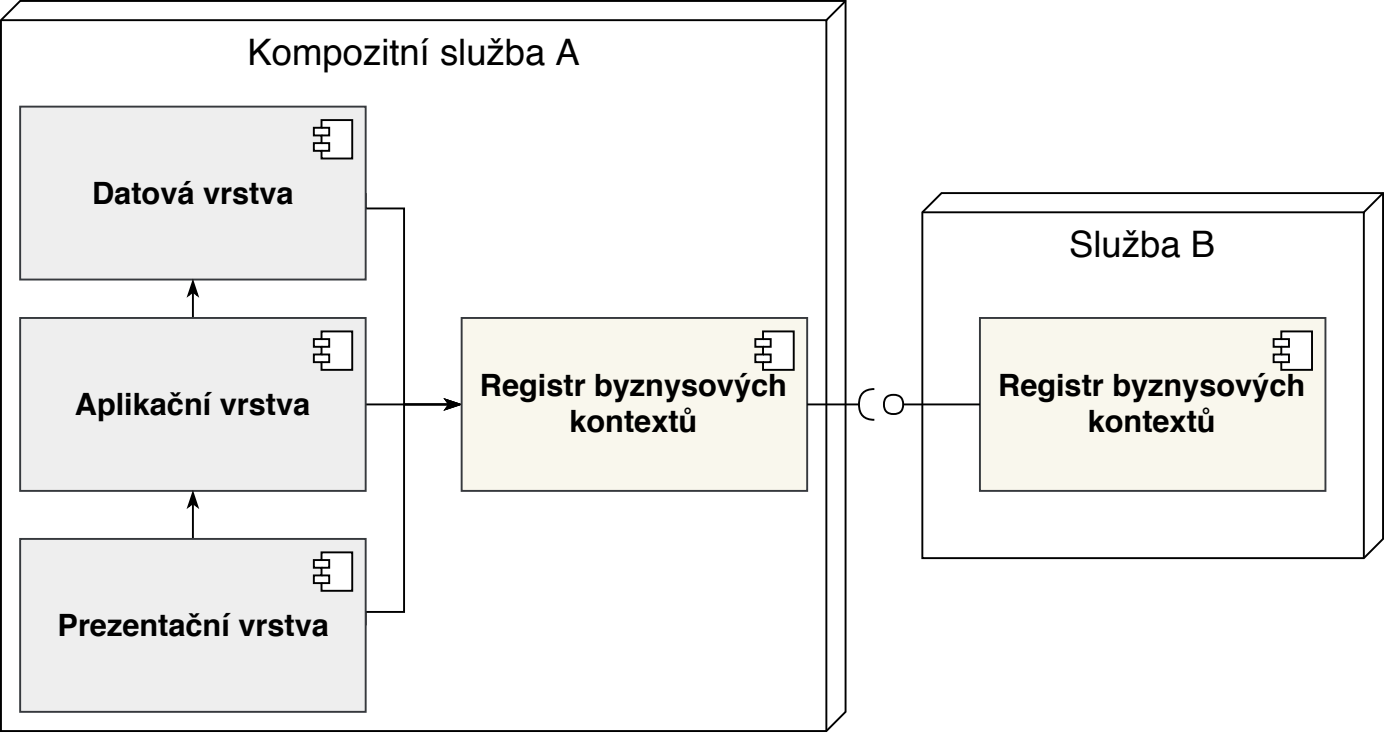 Kompozitní služba A
Datová vrstva
Služba B
Aplikační vrstva
Registr byznysových
kontextů
Registr byznysových
kontextů
Prezentační vrstva